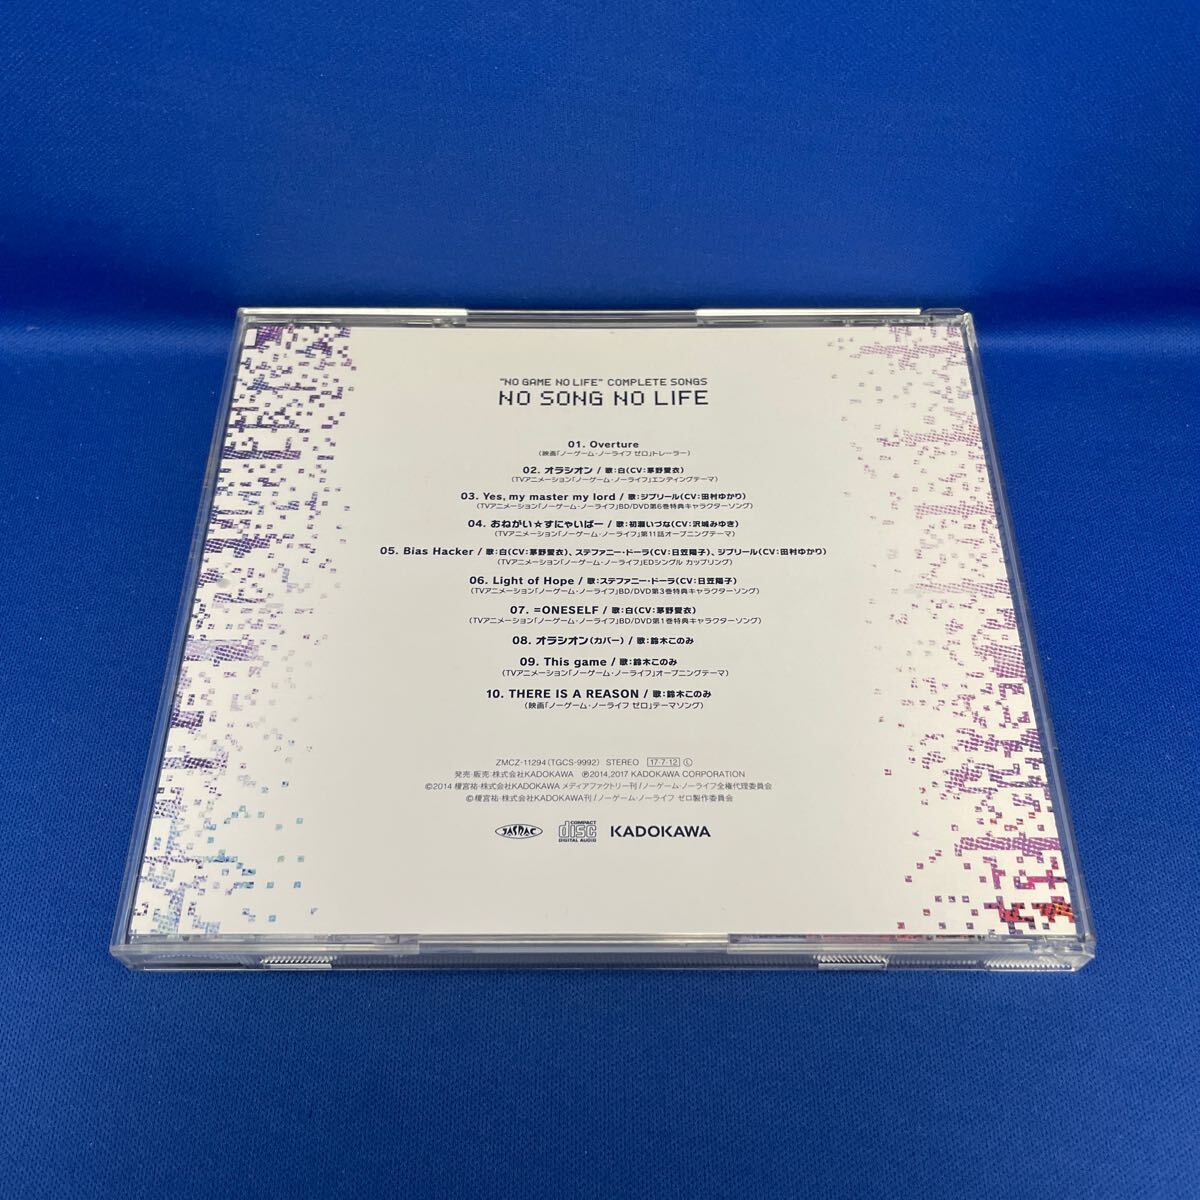 "NO GAME NO LIFE" COMPLETE SONGS
NO SONG NO LIFE
01. Overture
(映画「ノーゲーム・ノーライフ ゼロ」トレーラー)
02. オラシオン / 歌:白(CV:茅野愛衣)
(TVアニメーション「ノーゲーム・ノーライフ」エンディングテーマ)
03. Yes, my master my lord / 歌:ジブリール(CV:田村ゆかり)
(TVアニメーション「ノーゲーム・ノーライフ」BD/DVD第6巻特典キャラクターソング)
04. おねがい☆すにゃいぱー / 歌:初瀬いづな(CV:沢城みゆき)
(TVアニメーション「ノーゲーム・ノーライフ」第11話オープニングテーマ)
05. Bias Hacker / 歌:白(CV:茅野愛衣)、ステファニー・ドーラ(CV:日笠陽子)、ジブリール(CV:田村ゆかり)
(TVアニメーション「ノーゲーム・ノーライフ」EDシングル カップリング)
06. Light of Hope / 歌:ステファニー・ドーラ(CV:日笠陽子)
(TVアニメーション「ノーゲーム・ノーライフ」BD/DVD第3巻特典キャラクターソング)
07. =ONESELF / 歌:白(CV:茅野愛衣)
(TVアニメーション「ノーゲーム・ノーライフ」BD/DVD第1巻特典キャラクターソング)
08. オラシオン(カバー) / 歌:鈴木このみ
09. This game / 歌:鈴木このみ
(TVアニメーション「ノーゲーム・ノーライフ」オープニングテーマ)
10. THERE IS A REASON / 歌:鈴木このみ
(映画「ノーゲーム・ノーライフ ゼロ」テーマソング)
ZMCZ-11294(TGCS-9992) STEREO 17・7・12 Ⓛ
発売・販売:株式会社KADOKAWA ℗2014,2017 KADOKAWA CORPORATION
©2014 榎宮祐・株式会社KADOKAWA メディアファクトリー刊/ノーゲーム・ノーライフ全権代理委員会
©榎宮祐・株式会社KADOKAWA刊/ノーゲーム・ノーライフ ゼロ製作委員会
JASRAC COMPACT disc DIGITAL AUDIO KADOKAWA